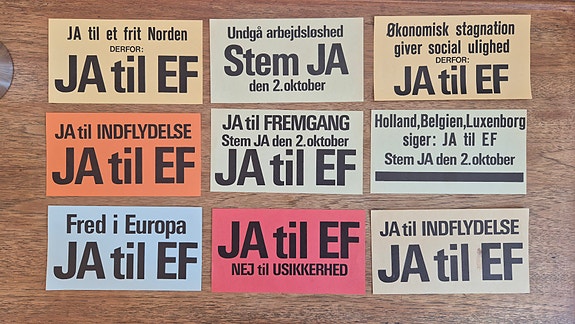 JA til et frit Norden
DERFOR:
JA til EF
Undgå arbejdsløshed
Stem JA
den 2.oktober
Økonomisk stagnation
giver social ulighed
DERFOR:
JA til EF
JA til INDFLYDELSE
JA til EF
JA til FREMGANG
Stem JA den 2.oktober
JA til EF
Holland,Belgien,Luxenborg
siger: JA til EF
Stem JA den 2.oktober
Fred i Europa
JA til EF
JA til EF
NEJ til USIKKERHED
JA til INDFLYDELSE
JA til EF